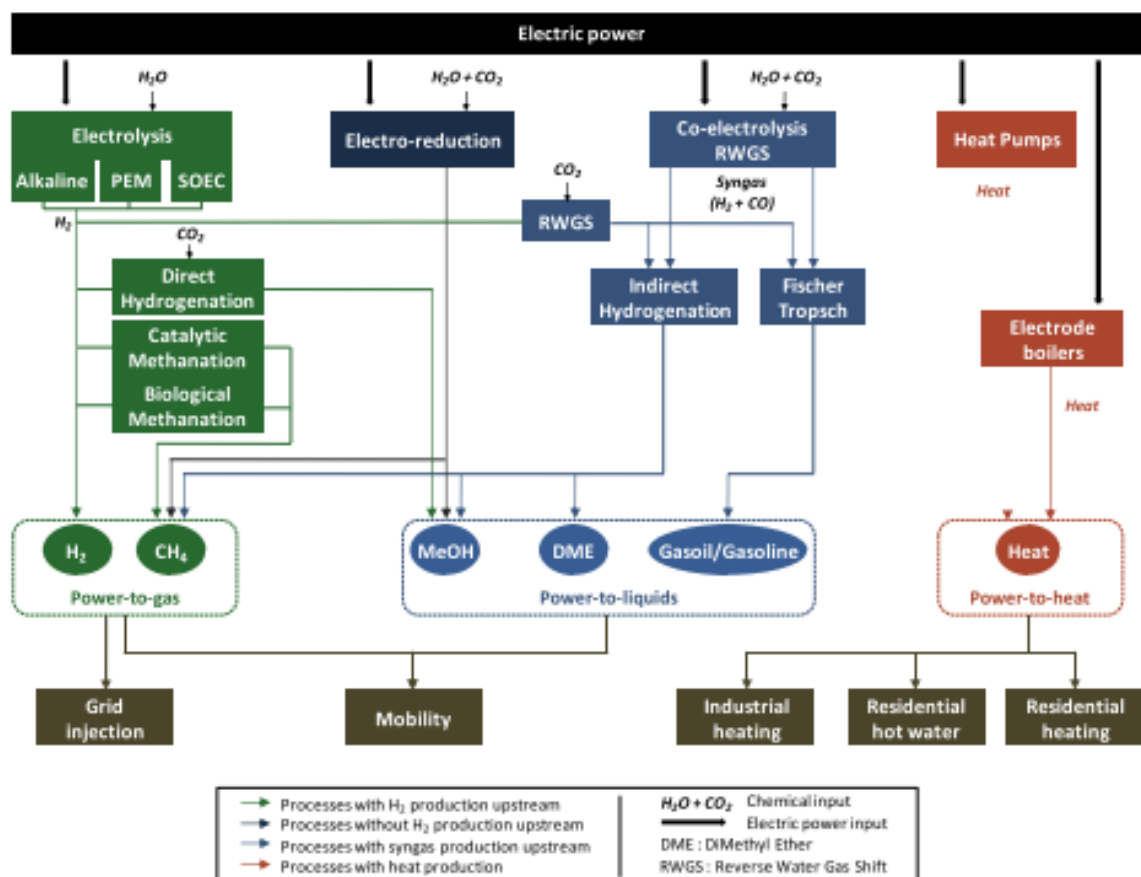 Electric power
H₂O
H₂O + CO₂
H₂O + CO₂
Electrolysis
Alkaline
PEM
SOEC
Electro-reduction
Co-electrolysis
RWGS
Heat Pumps
Heat
H₂
CO₂
RWGS
Syngas
(H₂ + CO)
CO₂
Direct
Hydrogenation
Catalytic
Methanation
Biological
Methanation
Indirect
Hydrogenation
Fischer
Tropsch
Electrode
boilers
Heat
H₂
CH₄
Power-to-gas
MeOH
DME
Gasoil/Gasoline
Power-to-liquids
Heat
Power-to-heat
Grid
injection
Mobility
Industrial
heating
Residential
hot water
Residential
heating
Processes with H₂ production upstream
Processes without H₂ production upstream
Processes with syngas production upstream
Processes with heat production
H₂O + CO₂ Chemical input
Electric power input
DME : DiMethyl Ether
RWGS : Reverse Water Gas Shift